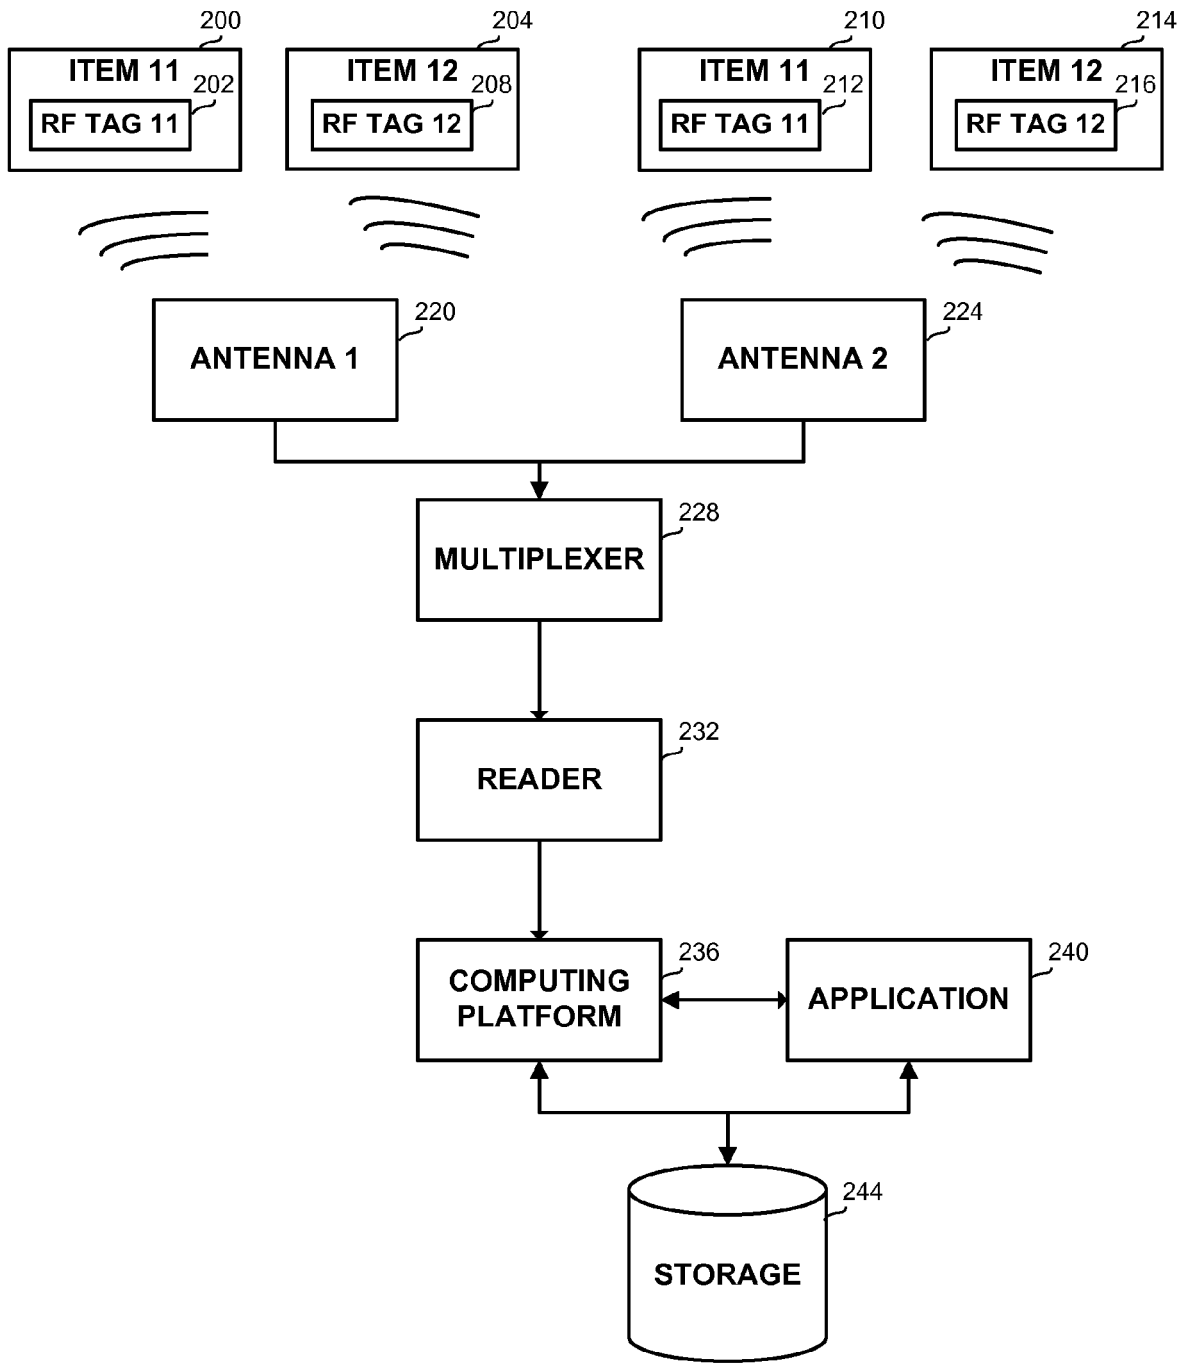 200
204
210
214
ITEM 11
ITEM 12
ITEM 11
ITEM 12
202
208
212
216
RF TAG 11
RF TAG 12
RF TAG 11
RF TAG 12
220
224
ANTENNA 1
ANTENNA 2
228
MULTIPLEXER
232
READER
236
240
COMPUTING
PLATFORM
APPLICATION
244
STORAGE